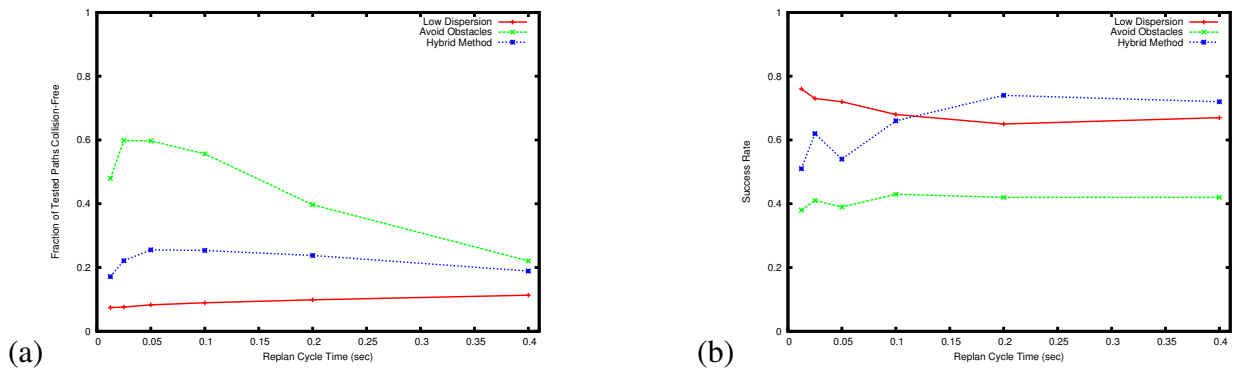 Low Dispersion
Avoid Obstacles
Hybrid Method
Fraction of Tested Paths Collision-Free
1
0.8
0.6
0.4
0.2
0
0 0.05 0.1 0.15 0.2 0.25 0.3 0.35 0.4
Replan Cycle Time (sec)
(a)
Low Dispersion
Avoid Obstacles
Hybrid Method
Success Rate
1
0.8
0.6
0.4
0.2
0
0 0.05 0.1 0.15 0.2 0.25 0.3 0.35 0.4
Replan Cycle Time (sec)
(b)